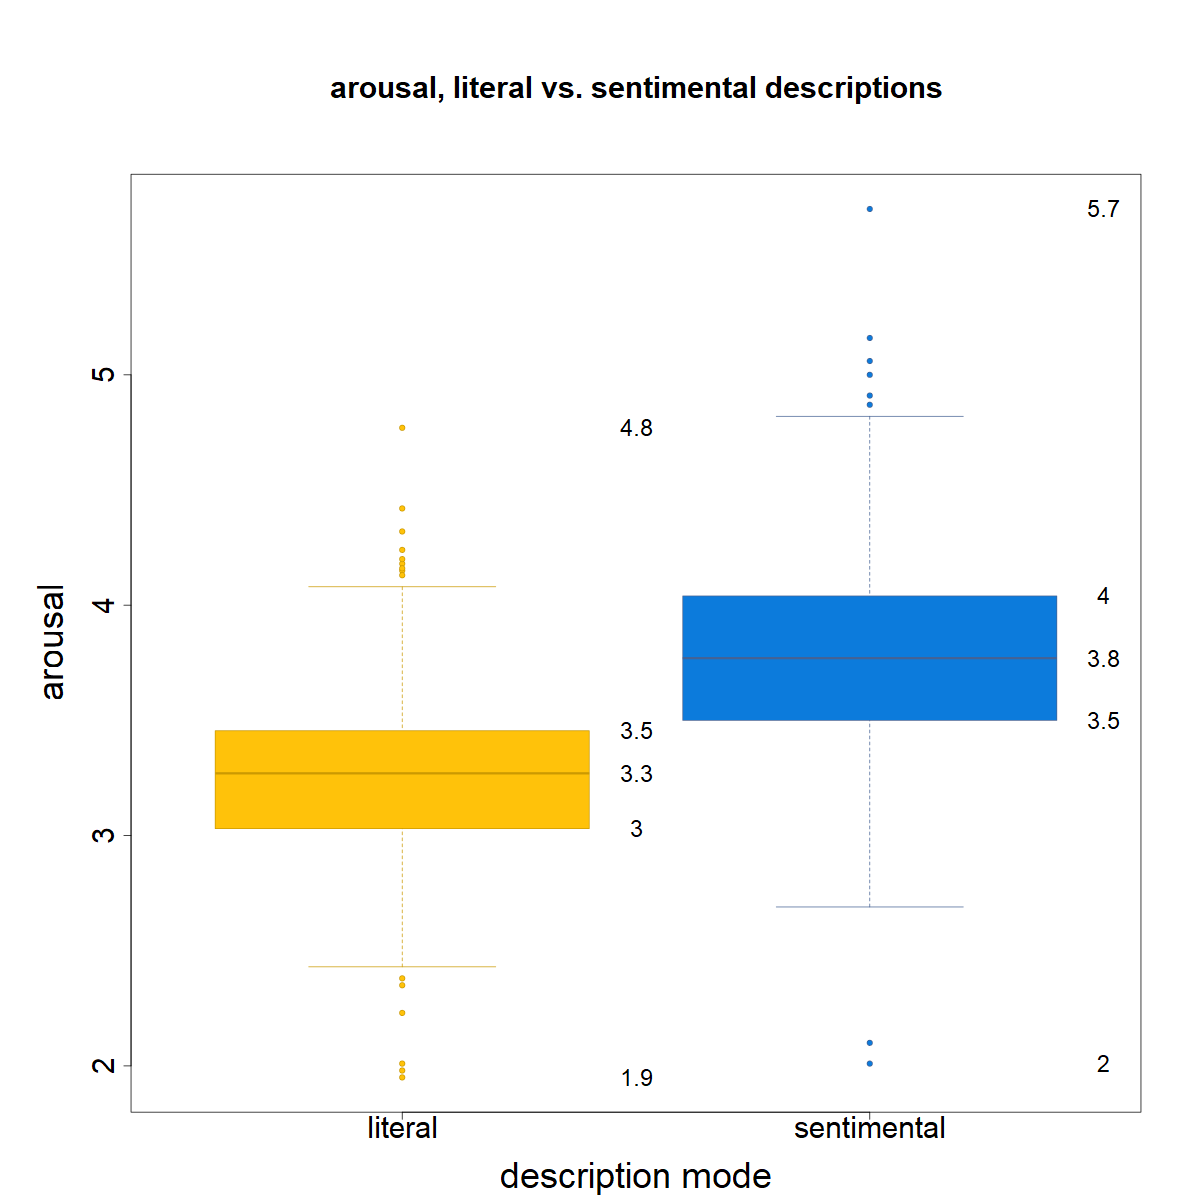 arousal, literal vs. sentimental descriptions
5.7
5
4.8
4
4
arousal
3.8
3.5
3.5
3.3
3
3
2
2
1.9
literal
sentimental
description mode